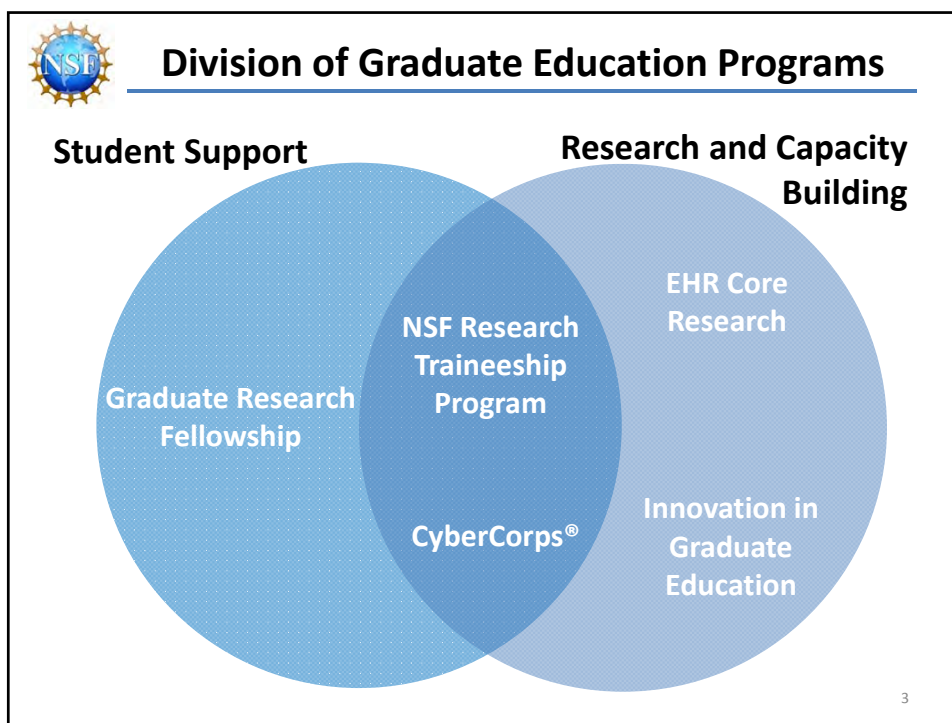 NSF
Division of Graduate Education Programs
Student Support
Research and Capacity
Building
EHR Core
Research
NSF Research
Traineeship
Program
Graduate Research
Fellowship
CyberCorps®
Innovation in
Graduate
Education
3